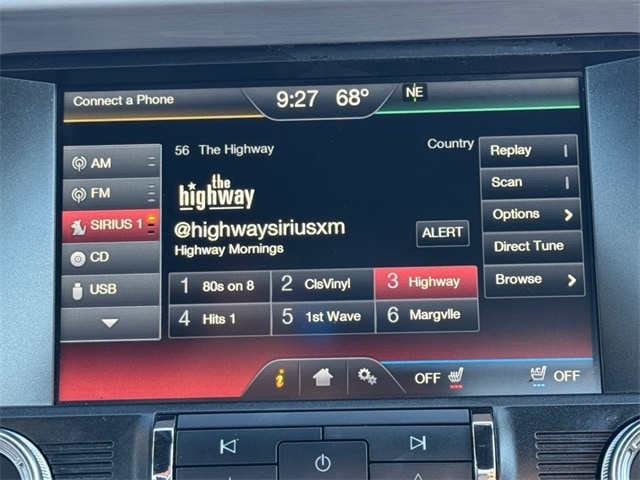 Connect a Phone
9:27 68° NE
56 The Highway Country
the
highway
@highwaysiriusxm
Highway Mornings
ALERT
AM
FM
SIRIUS 1
CD
USB
Replay
Scan
Options
Direct Tune
Browse
1 80s on 8
2 ClsVinyl
3 Highway
4 Hits 1
5 1st Wave
6 Margvlle
i
OFF
A/C
OFF